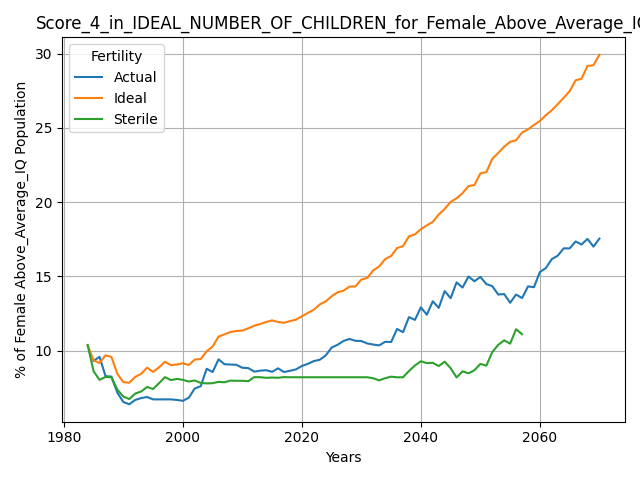 Score_4_in_IDEAL_NUMBER_OF_CHILDREN_for_Female_Above_Average_IQ
Fertility
Actual
Ideal
Sterile
% of Female Above_Average_IQ Population
30
25
20
15
10
1980
2000
2020
2040
2060
Years